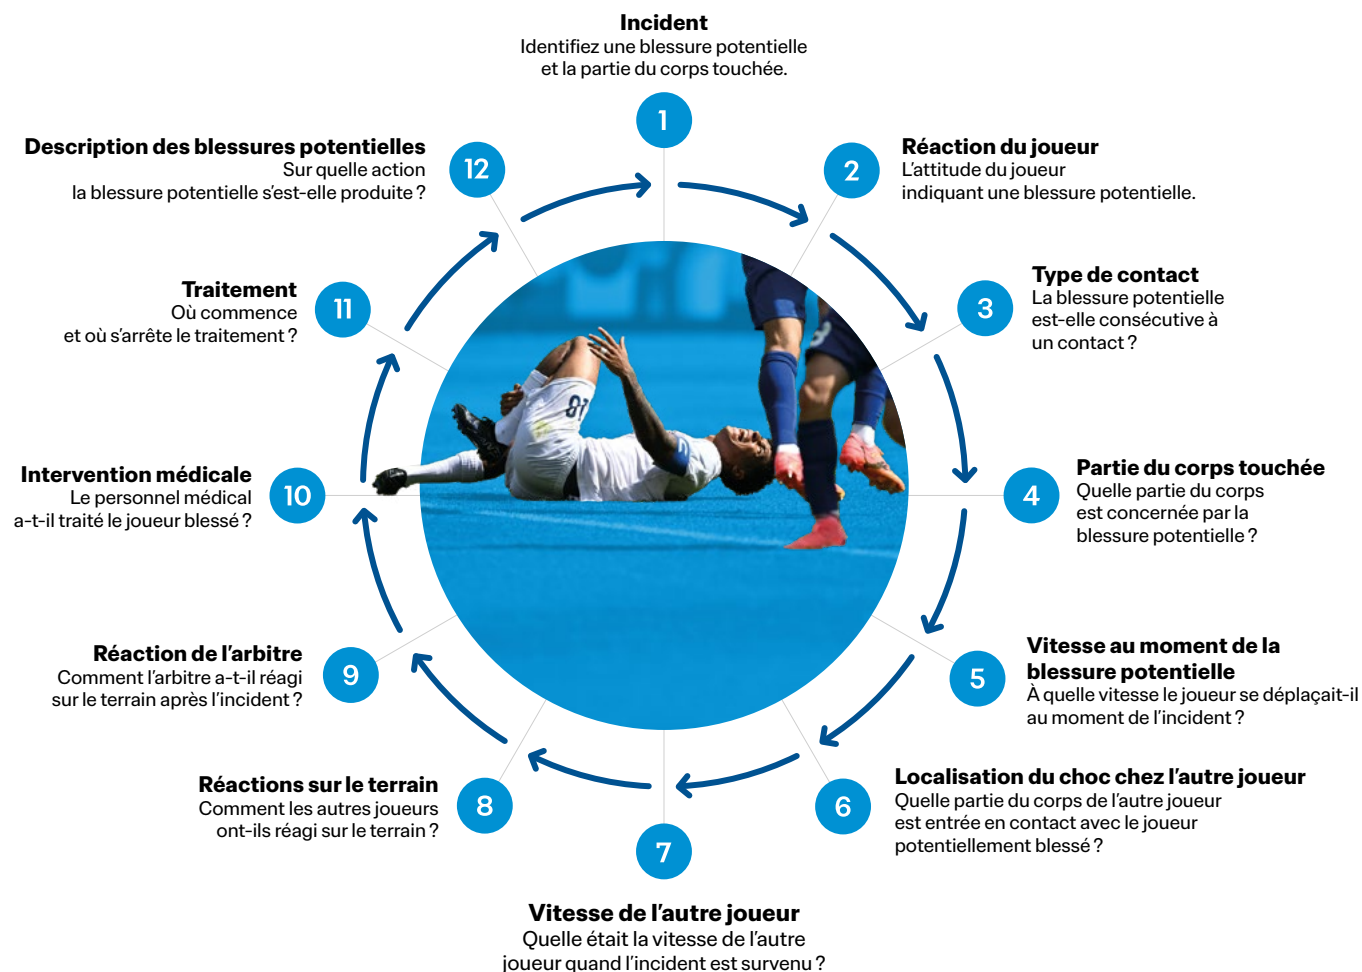 Incident
Identifiez une blessure potentielle
et la partie du corps touchée.
1
Réaction du joueur
L'attitude du joueur
indiquant une blessure potentielle.
2
Type de contact
La blessure potentielle
est-elle consécutive à
un contact ?
3
Partie du corps touchée
Quelle partie du corps
est concernée par la
blessure potentielle ?
4
Vitesse au moment de la
blessure potentielle
À quelle vitesse le joueur se déplaçait-il
au moment de l'incident ?
5
Localisation du choc chez l'autre joueur
Quelle partie du corps de l'autre joueur
est entrée en contact avec le joueur
potentiellement blessé ?
6
7
Vitesse de l'autre joueur
Quelle était la vitesse de l'autre
joueur quand l'incident est survenu ?
8
Réactions sur le terrain
Comment les autres joueurs
ont-ils réagi sur le terrain ?
9
Réaction de l'arbitre
Comment l'arbitre a-t-il réagi
sur le terrain après l'incident ?
10
Intervention médicale
Le personnel médical
a-t-il traité le joueur blessé ?
11
Traitement
Où commence
et où s'arrête le traitement ?
12
Description des blessures potentielles
Sur quelle action
la blessure potentielle s'est-elle produite ?